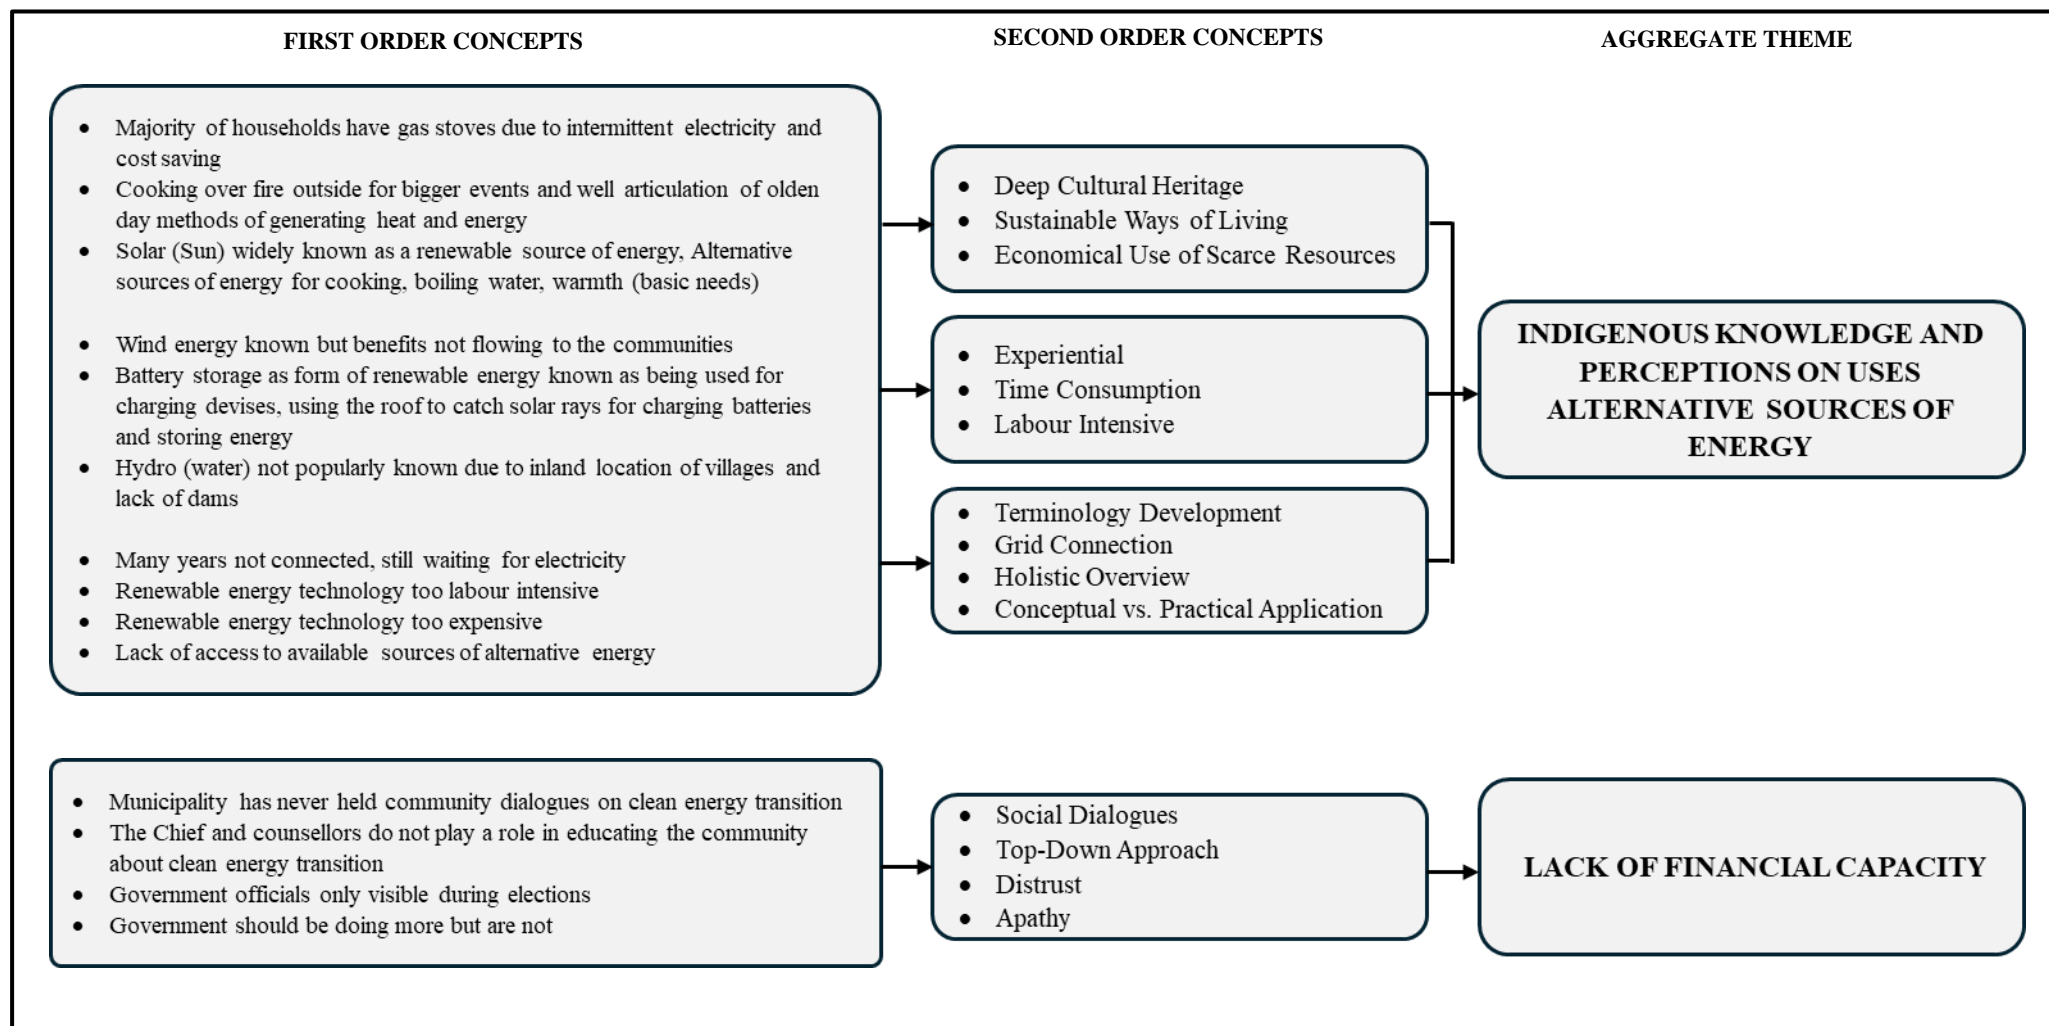 FIRST ORDER CONCEPTS
SECOND ORDER CONCEPTS
AGGREGATE THEME
• Majority of households have gas stoves due to intermittent electricity and
cost saving
• Cooking over fire outside for bigger events and well articulation of olden
day methods of generating heat and energy
• Solar (Sun) widely known as a renewable source of energy, Alternative
sources of energy for cooking, boiling water, warmth (basic needs)
• Wind energy known but benefits not flowing to the communities
• Battery storage as form of renewable energy known as being used for
charging devises, using the roof to catch solar rays for charging batteries
and storing energy
• Hydro (water) not popularly known due to inland location of villages and
lack of dams
• Many years not connected, still waiting for electricity
• Renewable energy technology too labour intensive
• Renewable energy technology too expensive
• Lack of access to available sources of alternative energy
• Deep Cultural Heritage
• Sustainable Ways of Living
• Economical Use of Scarce Resources
• Experiential
• Time Consumption
• Labour Intensive
• Terminology Development
• Grid Connection
• Holistic Overview
• Conceptual vs. Practical Application
INDIGENOUS KNOWLEDGE AND
PERCEPTIONS ON USES
ALTERNATIVE SOURCES OF
ENERGY
• Municipality has never held community dialogues on clean energy transition
• The Chief and counsellors do not play a role in educating the community
about clean energy transition
• Government officials only visible during elections
• Government should be doing more but are not
• Social Dialogues
• Top-Down Approach
• Distrust
• Apathy
LACK OF FINANCIAL CAPACITY